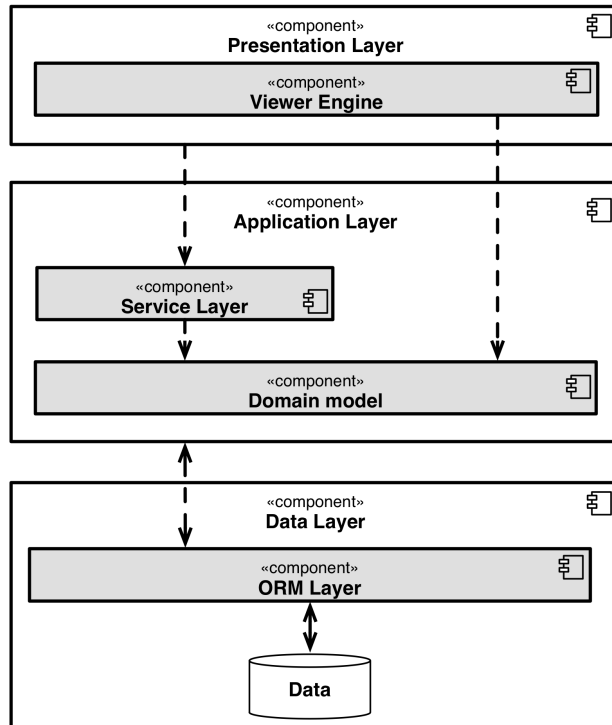 «component»
Presentation Layer
«component»
Viewer Engine
«component»
Application Layer
«component»
Service Layer
«component»
Domain model
«component»
Data Layer
«component»
ORM Layer
Data